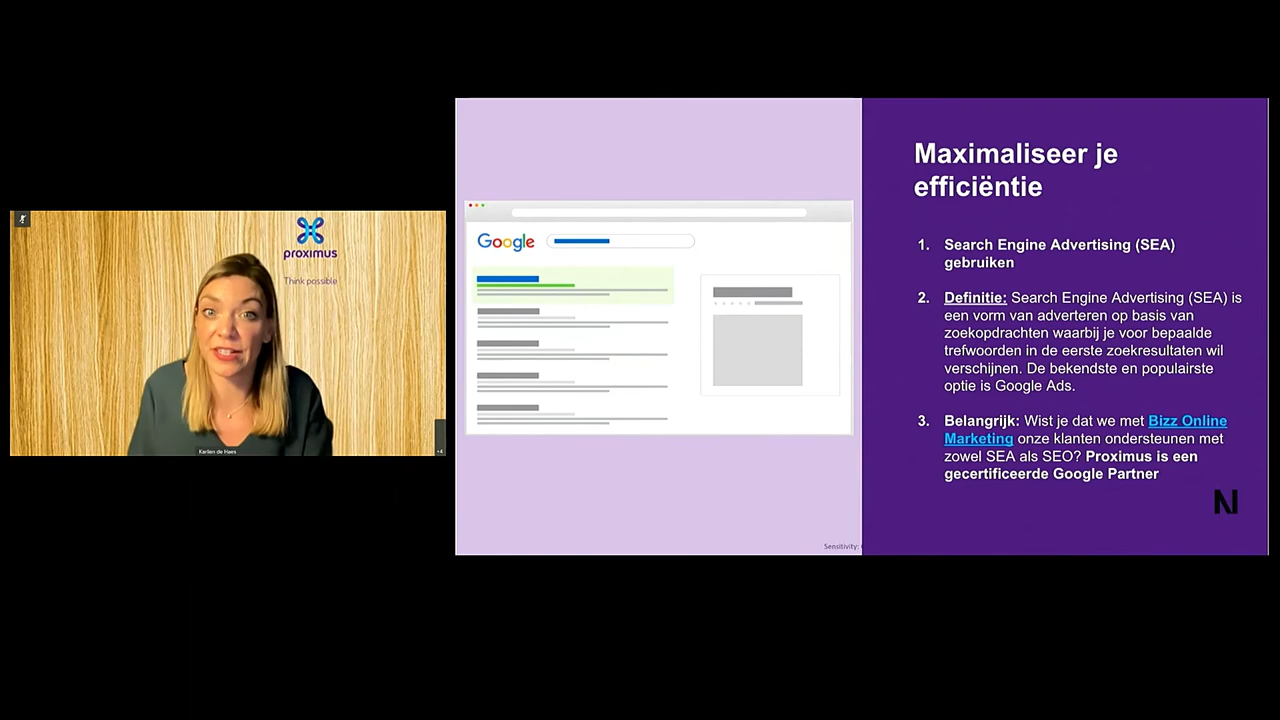 proximus
Think possible
Karlien de Haes
+4
Google
Maximaliseer je
efficiëntie
1. Search Engine Advertising (SEA)
gebruiken
2. Definitie: Search Engine Advertising (SEA) is
een vorm van adverteren op basis van
zoekopdrachten waarbij je voor bepaalde
trefwoorden in de eerste zoekresultaten wil
verschijnen. De bekendste en populairste
optie is Google Ads.
3. Belangrijk: Wist je dat we met Bizz Online
Marketing onze klanten ondersteunen met
zowel SEA als SEO? Proximus is een
gecertificeerde Google Partner
N
Sensitivity: